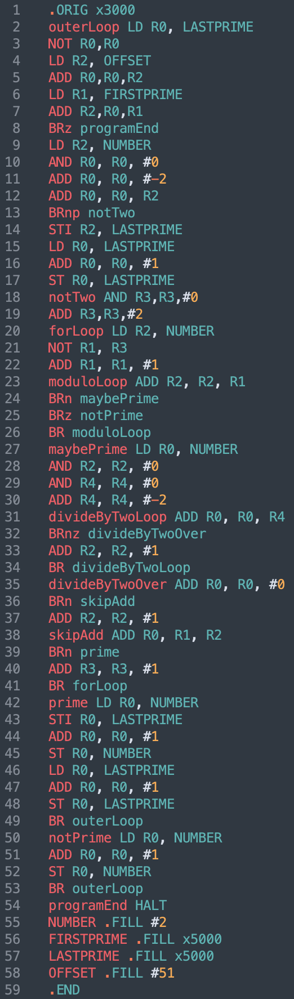 1 .ORIG x3000
2 outerLoop LD R0, LASTPRIME
3 NOT R0,R0
4 LD R2, OFFSET
5 ADD R0,R0,R2
6 LD R1, FIRSTPRIME
7 ADD R2,R0,R1
8 BRz programEnd
9 LD R2, NUMBER
10 AND R0, R0, #0
11 ADD R0, R0, #-2
12 ADD R0, R0, R2
13 BRnp notTwo
14 STI R2, LASTPRIME
15 LD R0, LASTPRIME
16 ADD R0, R0, #1
17 ST R0, LASTPRIME
18 notTwo AND R3,R3,#0
19 ADD R3,R3,#2
20 forLoop LD R2, NUMBER
21 NOT R1, R3
22 ADD R1, R1, #1
23 moduloLoop ADD R2, R2, R1
24 BRn maybePrime
25 BRz notPrime
26 BR moduloLoop
27 maybePrime LD R0, NUMBER
28 AND R2, R2, #0
29 AND R4, R4, #0
30 ADD R4, R4, #-2
31 divideByTwoLoop ADD R0, R0, R4
32 BRnz divideByTwoOver
33 ADD R2, R2, #1
34 BR divideByTwoLoop
35 divideByTwoOver ADD R0, R0, #0
36 BRn skipAdd
37 ADD R2, R2, #1
38 skipAdd ADD R0, R1, R2
39 BRn prime
40 ADD R3, R3, #1
41 BR forLoop
42 prime LD R0, NUMBER
43 STI R0, LASTPRIME
44 ADD R0, R0, #1
45 ST R0, NUMBER
46 LD R0, LASTPRIME
47 ADD R0, R0, #1
48 ST R0, LASTPRIME
49 BR outerLoop
50 notPrime LD R0, NUMBER
51 ADD R0, R0, #1
52 ST R0, NUMBER
53 BR outerLoop
54 programEnd HALT
55 NUMBER .FILL #2
56 FIRSTPRIME .FILL x5000
57 LASTPRIME .FILL x5000
58 OFFSET .FILL #51
59 .END